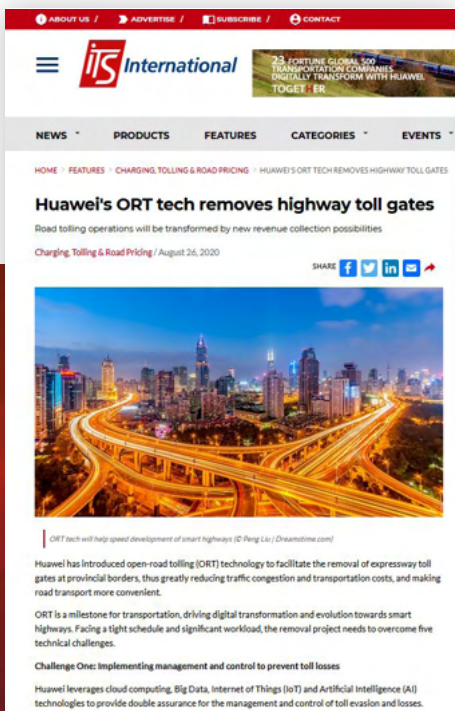 ABOUT US / ADVERTISE / SUBSCRIBE / CONTACT
iTS International
23 FORTUNE GLOBAL 500
TRANSPORTATION COMPANIES
DIGITALLY TRANSFORM WITH HUAWEI.
TOGETHER
NEWS PRODUCTS FEATURES CATEGORIES EVENTS
HOME > FEATURES > CHARGING, TOLLING & ROAD PRICING > HUAWEI'S ORT TECH REMOVES HIGHWAY TOLL GATES
Huawei's ORT tech removes highway toll gates
Road tolling operations will be transformed by new revenue collection possibilities
Charging, Tolling & Road Pricing / August 26, 2020
SHARE
ORT tech will help speed development of smart highways (© Peng Liu | Dreamstime.com)
Huawei has introduced open-road tolling (ORT) technology to facilitate the removal of expressway toll
gates at provincial borders, thus greatly reducing traffic congestion and transportation costs, and making
road transport more convenient.
ORT is a milestone for transportation, driving digital transformation and evolution towards smart
highways. Facing a tight schedule and significant workload, the removal project needs to overcome five
technical challenges.
Challenge One: Implementing management and control to prevent toll losses
Huawei leverages cloud computing, Big Data, Internet of Things (IoT) and Artificial Intelligence (AI)
technologies to provide double assurance for the management and control of toll evasion and losses.